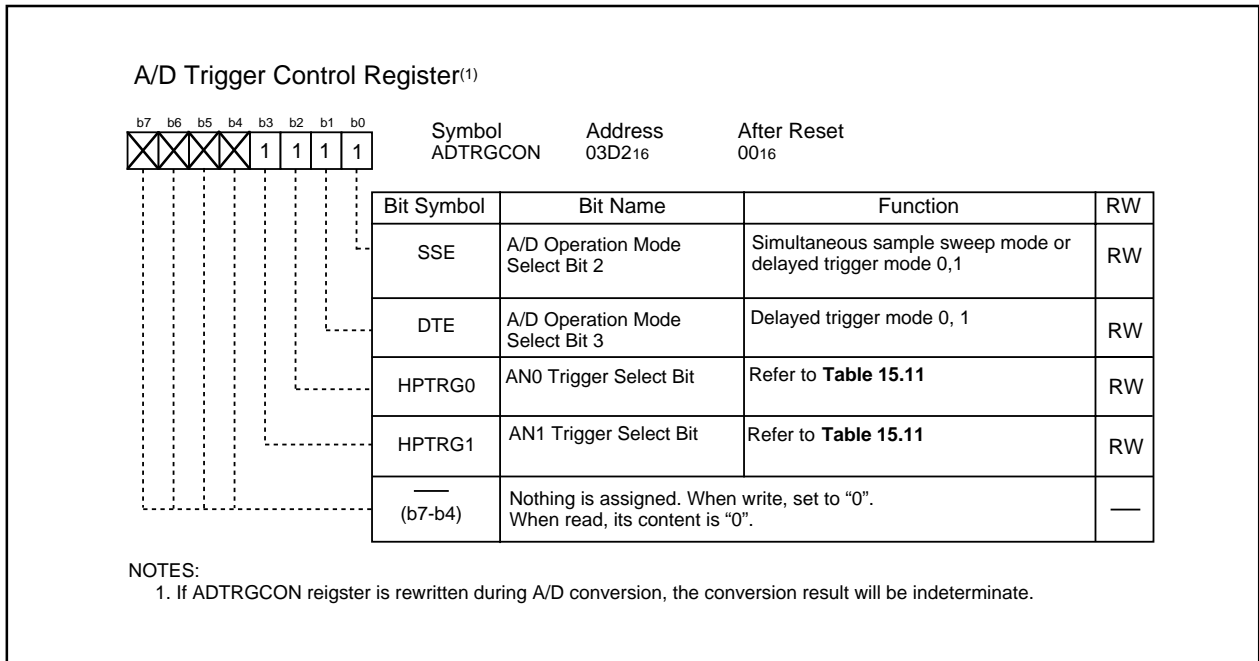 A/D Trigger Control Register(1)
b7 b6 b5 b4 b3 b2 b1 b0
1 1 1 1
Symbol Address After Reset
ADTRGCON 03D216 0016
Bit Symbol Bit Name Function RW
SSE A/D Operation Mode Select Bit 2 Simultaneous sample sweep mode or delayed trigger mode 0,1 RW
DTE A/D Operation Mode Select Bit 3 Delayed trigger mode 0, 1 RW
HPTRG0 AN0 Trigger Select Bit Refer to Table 15.11 RW
HPTRG1 AN1 Trigger Select Bit Refer to Table 15.11 RW
(b7-b4) Nothing is assigned. When write, set to “0”.
When read, its content is “0”.
NOTES:
1. If ADTRGCON reigster is rewritten during A/D conversion, the conversion result will be indeterminate.